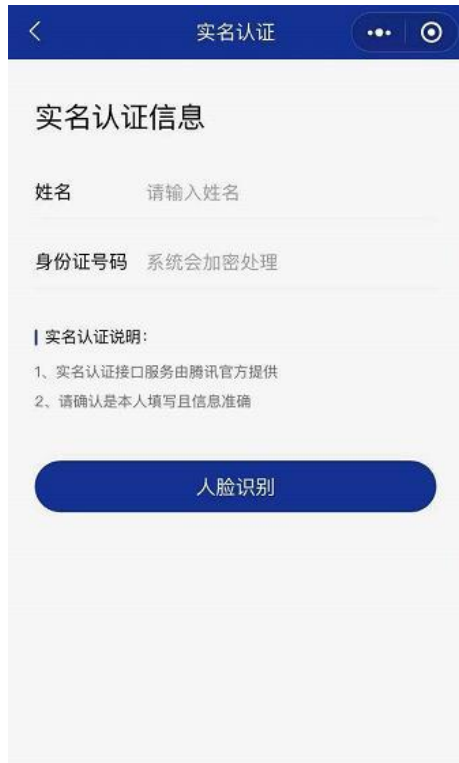 实名认证
实名认证信息
姓名 请输入姓名
身份证号码 系统会加密处理
实名认证说明:
1、实名认证接口服务由腾讯官方提供
2、请确认是本人填写且信息准确
人脸识别